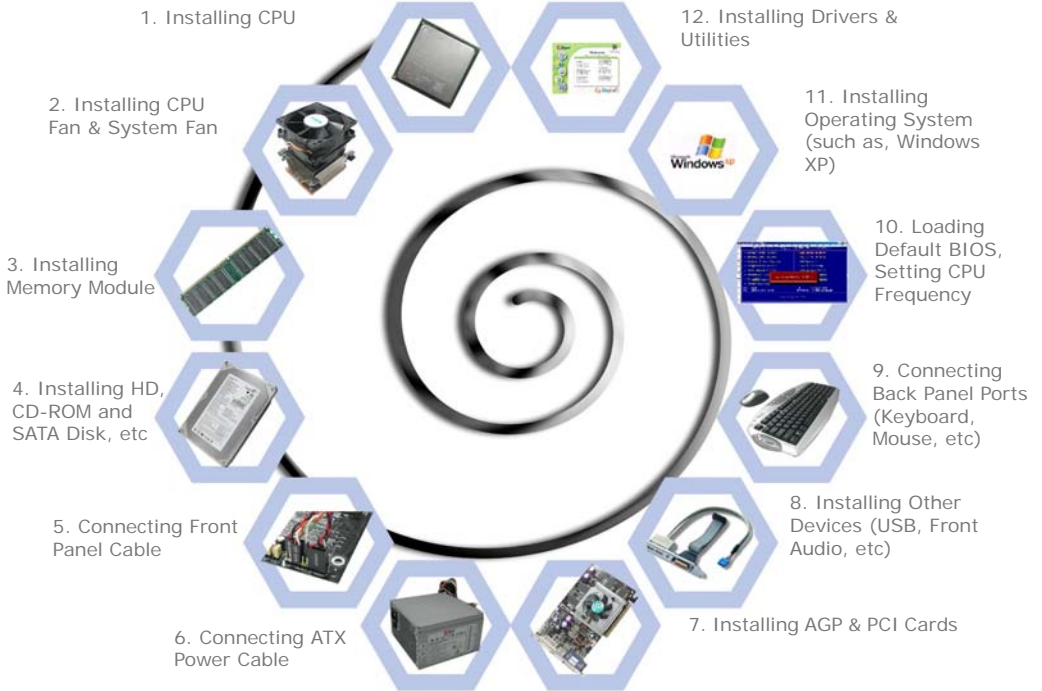 1. Installing CPU
2. Installing CPU
Fan & System Fan
3. Installing
Memory Module
4. Installing HD,
CD-ROM and
SATA Disk, etc
5. Connecting Front
Panel Cable
6. Connecting ATX
Power Cable
7. Installing AGP & PCI Cards
8. Installing Other
Devices (USB, Front
Audio, etc)
9. Connecting
Back Panel Ports
(Keyboard,
Mouse, etc)
10. Loading
Default BIOS,
Setting CPU
Frequency
11. Installing
Operating System
(such as, Windows
XP)
Microsoft
Windows xp
12. Installing Drivers &
Utilities